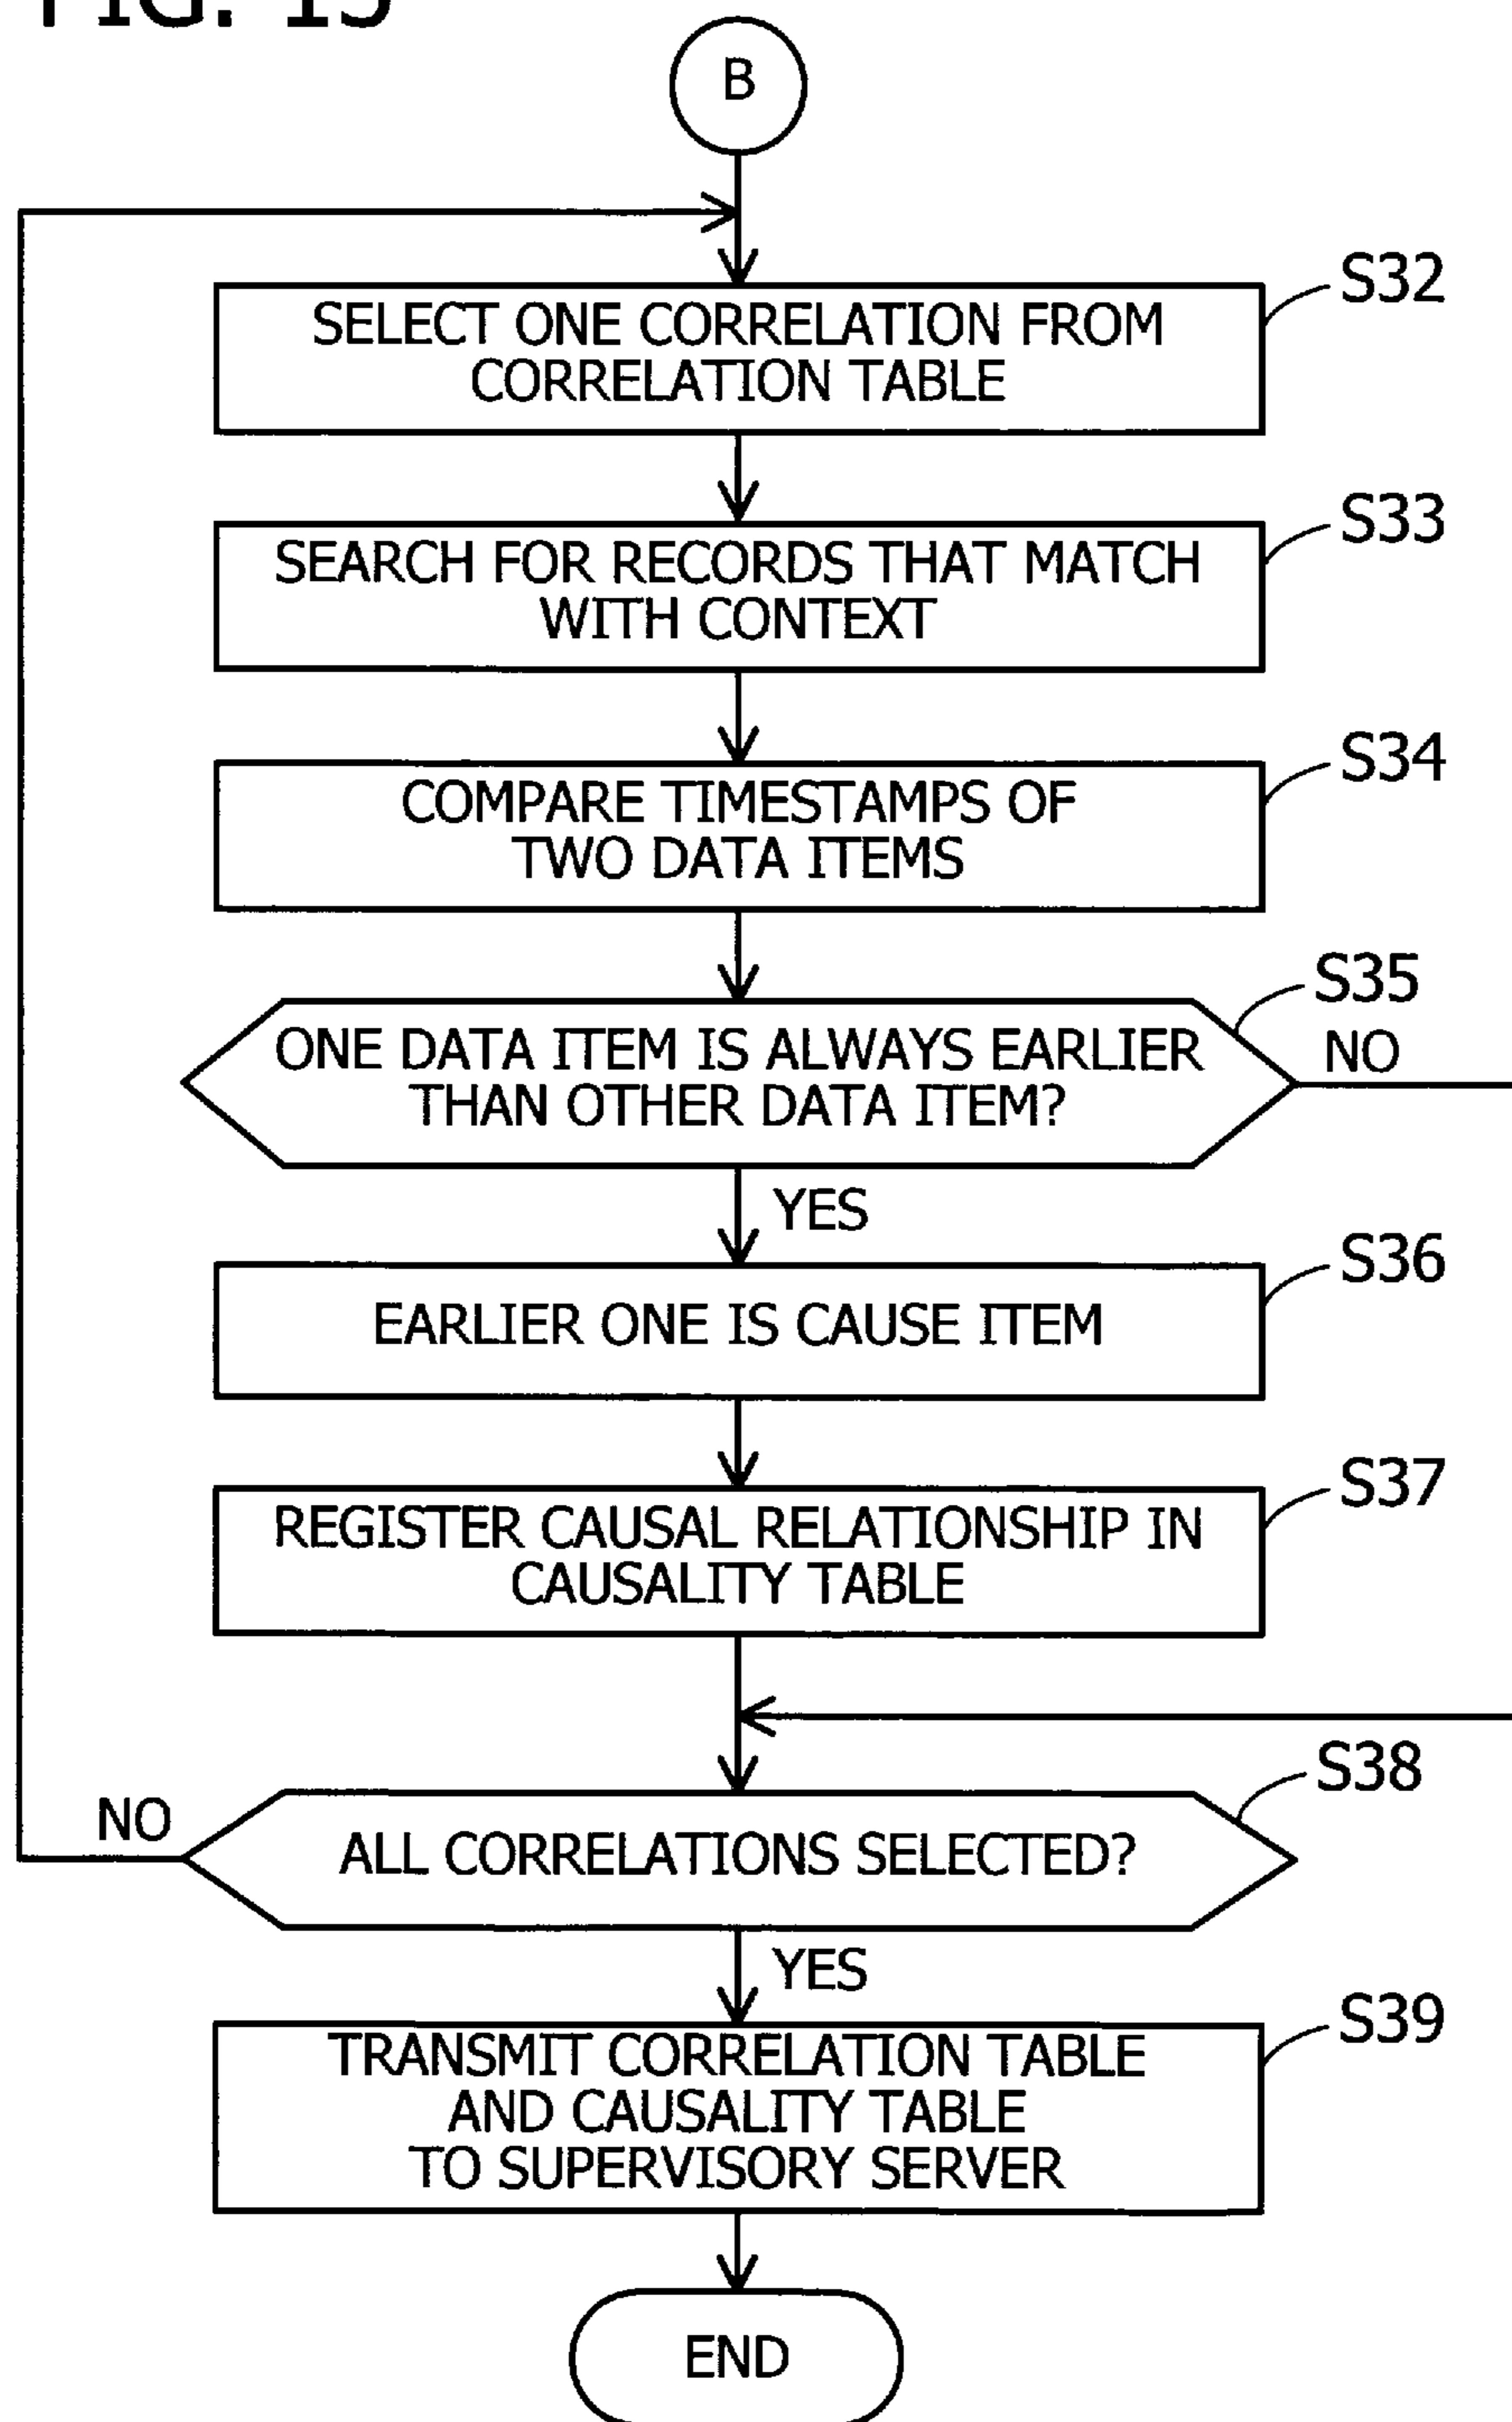 FIG. 15
B
S32
SELECT ONE CORRELATION FROM
CORRELATION TABLE
S33
SEARCH FOR RECORDS THAT MATCH
WITH CONTEXT
S34
COMPARE TIMESTAMPS OF
TWO DATA ITEMS
S35
ONE DATA ITEM IS ALWAYS EARLIER
THAN OTHER DATA ITEM?
NO
YES
S36
EARLIER ONE IS CAUSE ITEM
S37
REGISTER CAUSAL RELATIONSHIP IN
CAUSALITY TABLE
S38
NO
ALL CORRELATIONS SELECTED?
YES
S39
TRANSMIT CORRELATION TABLE
AND CAUSALITY TABLE
TO SUPERVISORY SERVER
END